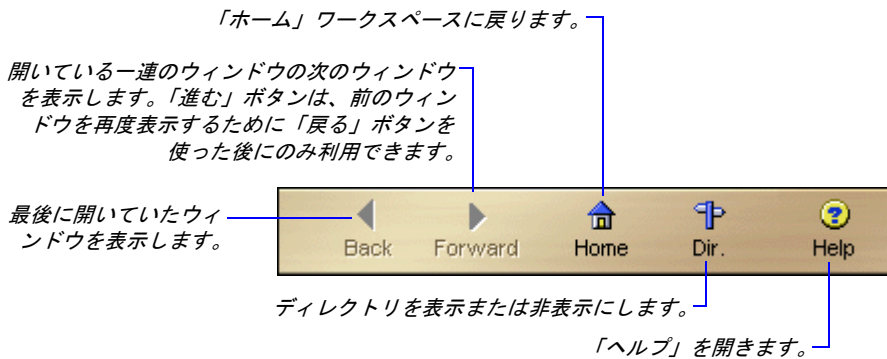 「ホーム」ワークスペースに戻ります。
開いている一連のウィンドウの次のウィンドウ
を表示します。「進む」ボタンは、前のウィン
ドウを再度表示するために「戻る」ボタンを
使った後にのみ利用できます。
最後に開いていたウィ
ンドウを表示します。
Back Forward Home Dir. Help
ディレクトリを表示または非表示にします。
「ヘルプ」を開きます。